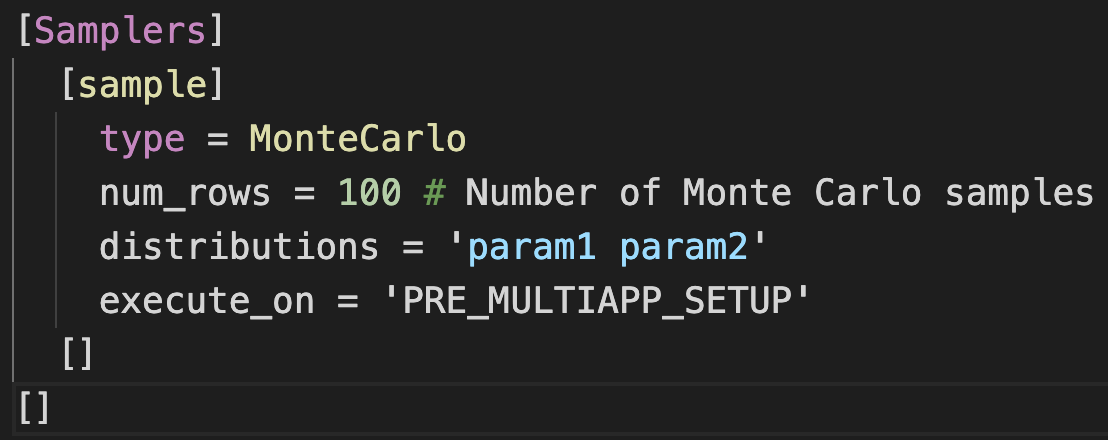 [Samplers]
[sample]
type = MonteCarlo
num_rows = 100 # Number of Monte Carlo samples
distributions = 'param1 param2'
execute_on = 'PRE_MULTIAPP_SETUP'
[]
[]